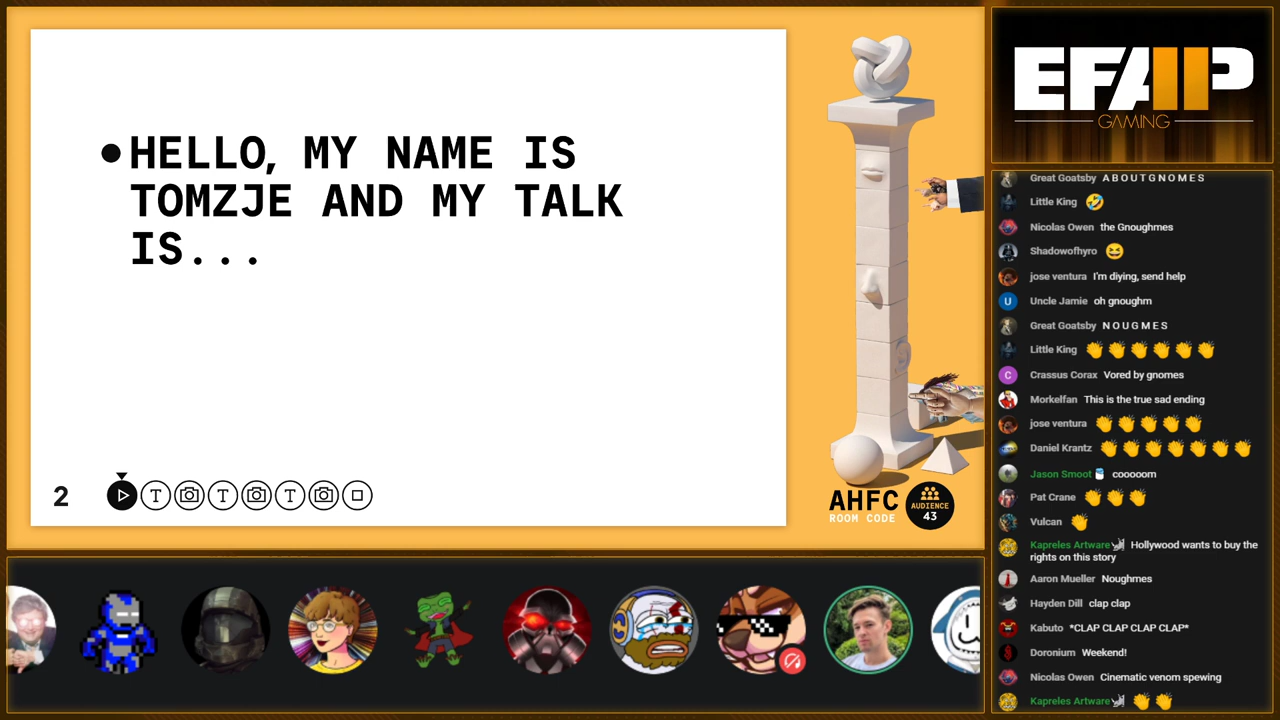 ●HELLO, MY NAME IS
TOMZJE AND MY TALK
IS...
2
T
T
T
AHFC
ROOM CODE
AUDIENCE
43
EFAP
GAMING
Great Goatsby A B O U T G N O M E S
Little King 🤣
Nicolas Owen the Gnoughmes
Shadowofhyro 😆
jose ventura I'm diying, send help
U Uncle Jamie oh gnoughm
Great Goatsby N O U G M E S
Little King 👏👏👏👏👏👏
C Crassus Corax Vored by gnomes
Morkelfan This is the true sad ending
jose ventura 👏👏👏👏👏
Daniel Krantz 👏👏👏👏👏👏👏
Jason Smoot cooooom
Pat Crane 👏👏👏
Vulcan 👏
Kapreles Artware Hollywood wants to buy the
rights on this story
Aaron Mueller Noughmes
Hayden Dill clap clap
Kabuto *CLAP CLAP CLAP CLAP*
Doronium Weekend!
Nicolas Owen Cinematic venom spewing
Kapreles Artware 👏👏